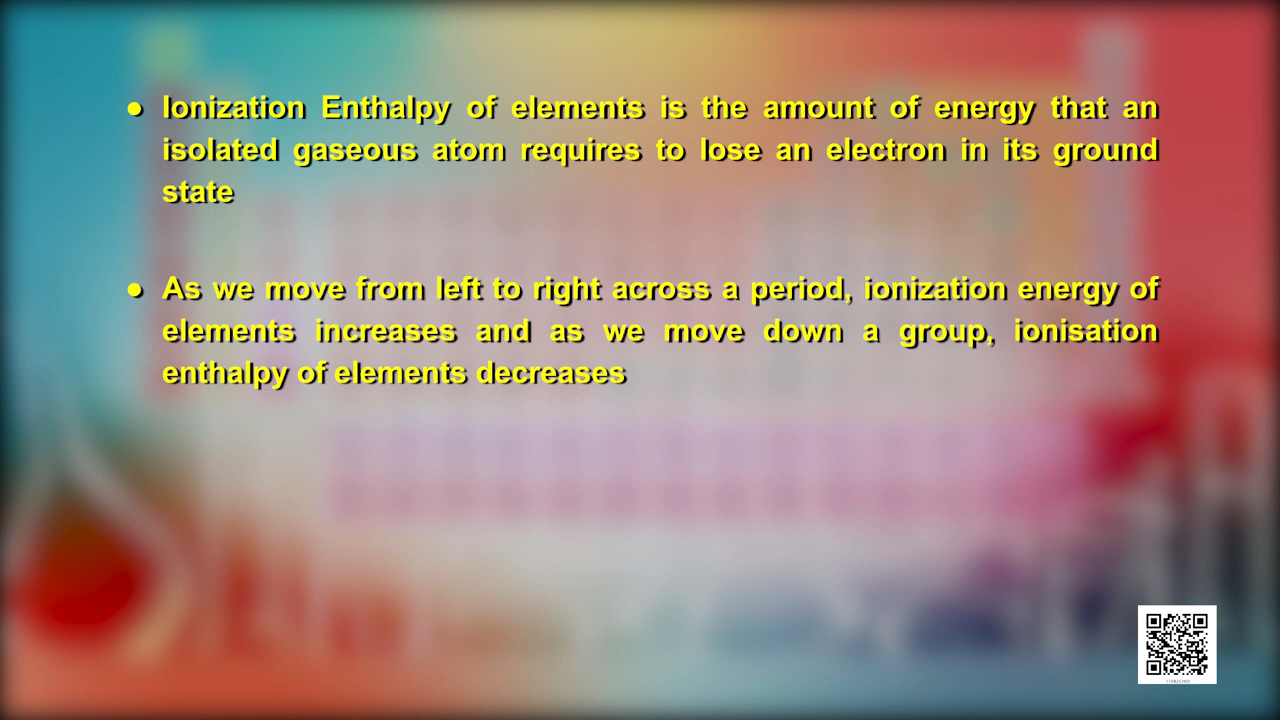 ● Ionization Enthalpy of elements is the amount of energy that an
isolated gaseous atom requires to lose an electron in its ground
state
● As we move from left to right across a period, ionization energy of
elements increases and as we move down a group, ionisation
enthalpy of elements decreases